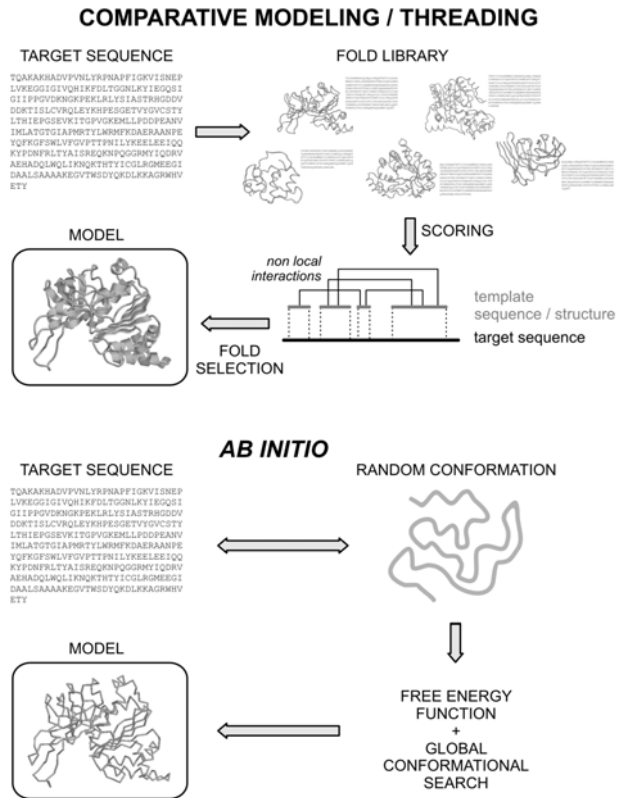 COMPARATIVE MODELING / THREADING
TARGET SEQUENCE
FOLD LIBRARY
TQAKAKHADVPVNLYRPNAPFIGKVISNEP
LVKEGGIGIVQHIKFDLTGGNLKYIEGQSI
GIIPPGVDKNGKPEKLRLYSIASTRHGDDV
DDKTISLCVRQLEYKHPESGETVYGVCSTY
LTHIEPGSEVKITGPVGKEMLLPDDPEANV
IMLATGTGIAPMRTYLWRMFKDAERAANPE
YQFKGFSWLVFGVPTTPNILYKEELEEIQQ
KYPDNFRLTYAISREQKNPQGGRMYIQDRV
AEHADQLWQLIKNQKTHTYICGLRGMEEGI
DAALSAAAAKEGVTWSDYQKDLKKAGRWHV
ETY
SCORING
MODEL
non local
interactions
template
sequence / structure
target sequence
FOLD
SELECTION
AB INITIO
TARGET SEQUENCE
RANDOM CONFORMATION
TQAKAKHADVPVNLYRPNAPFIGKVISNEP
LVKEGGIGIVQHIKFDLTGGNLKYIEGQSI
GIIPPGVDKNGKPEKLRLYSIASTRHGDDV
DDKTISLCVRQLEYKHPESGETVYGVCSTY
LTHIEPGSEVKITGPVGKEMLLPDDPEANV
IMLATGTGIAPMRTYLWRMFKDAERAANPE
YQFKGFSWLVFGVPTTPNILYKEELEEIQQ
KYPDNFRLTYAISREQKNPQGGRMYIQDRV
AEHADQLWQLIKNQKTHTYICGLRGMEEGI
DAALSAAAAKEGVTWSDYQKDLKKAGRWHV
ETY
MODEL
FREE ENERGY
FUNCTION
+
GLOBAL
CONFORMATIONAL
SEARCH